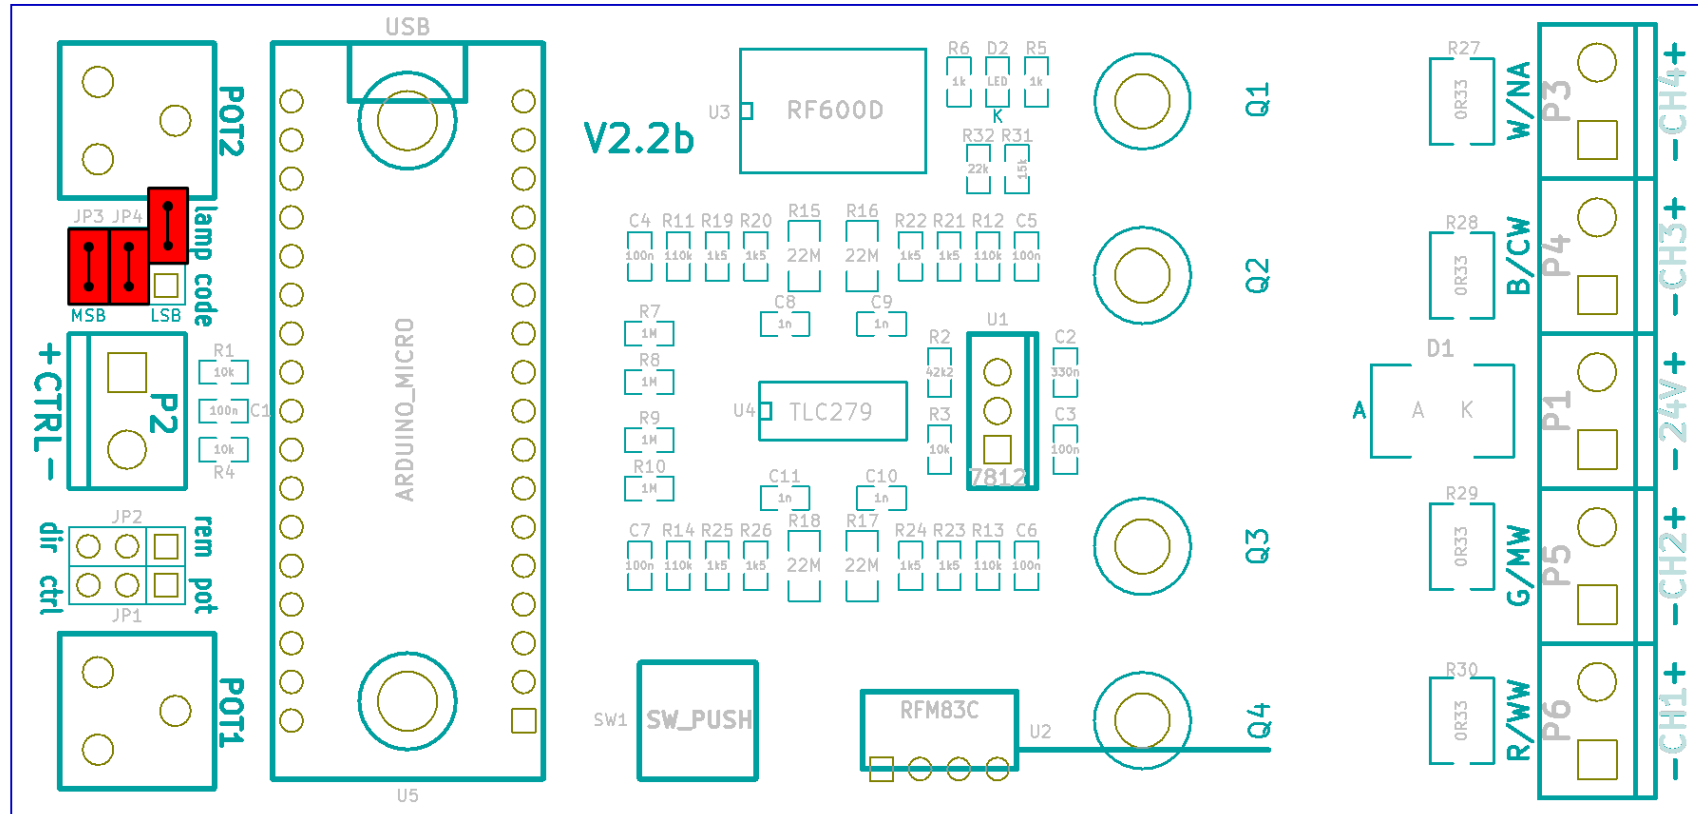 USB
POT2
JP3 JP4
lamp code
MSB LSB
+CTRL-
P2
R1
10k
100n C1
10k
R4
JP2
dir ctrl
rem pot
JP1
POT1
ARDUINO_MICRO
U5
V2.2b
U3
RF600D
R6 D2 R5
1k LED 1k
K
R32 R31
22k 15k
C4 R11 R19 R20 R15 R16 R22 R21 R12 C5
100n 110k 1k5 1k5 22M 22M 1k5 1k5 110k 100n
C8 C9
1n 1n
R7
1M
R8
1M
R9
1M
R10
1M
U4
TLC279
U1
R2
42k2
R3
10k
7812
C2
330n
C3
100n
C11 C10
1n 1n
C7 R14 R25 R26 R18 R17 R24 R23 R13 C6
100n 110k 1k5 1k5 22M 22M 1k5 1k5 110k 100n
SW1
SW_PUSH
RFM83C
U2
Q1
Q2
Q3
Q4
R27
0R33
W/NA
P3
-CH4+
R28
0R33
B/CW
P4
-CH3+
D1
A A K
P1
-24V+
R29
0R33
G/MW
P5
-CH2+
R30
0R33
R/WW
P6
-CH1+